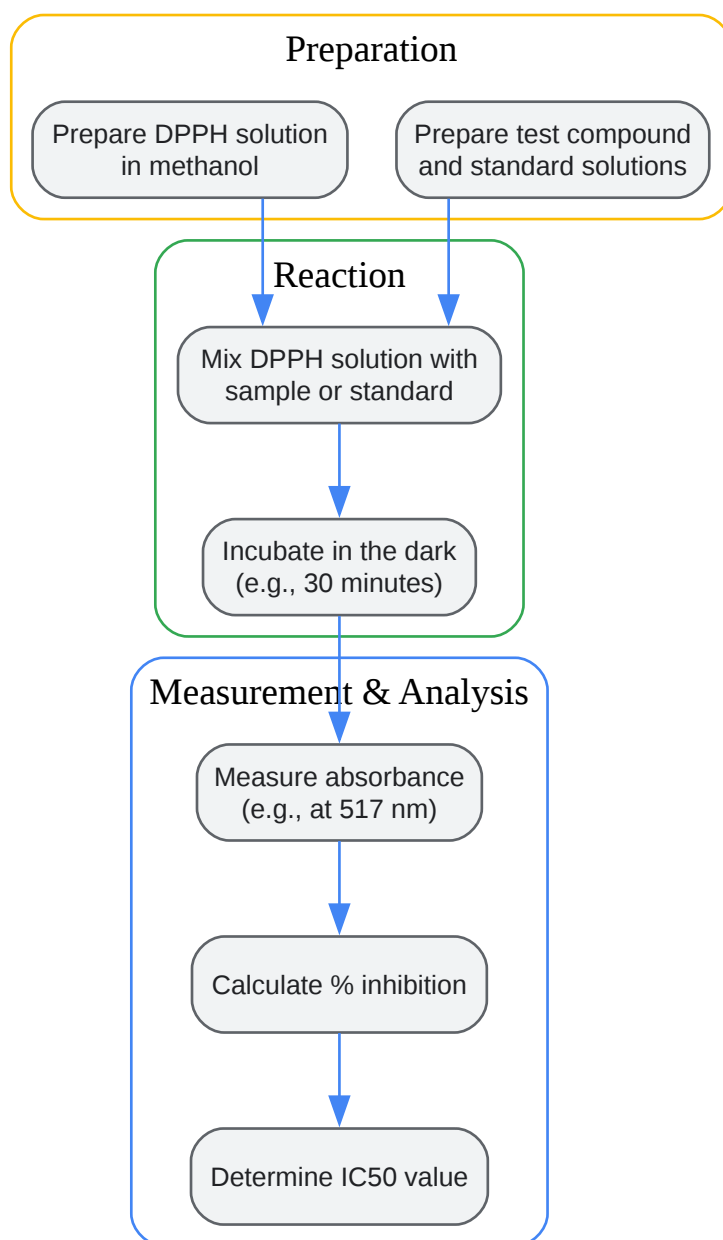 Preparation
Prepare DPPH solution
in methanol
Prepare test compound
and standard solutions
Reaction
Mix DPPH solution with
sample or standard
Incubate in the dark
(e.g., 30 minutes)
Measurement & Analysis
Measure absorbance
(e.g., at 517 nm)
Calculate % inhibition
Determine IC50 value